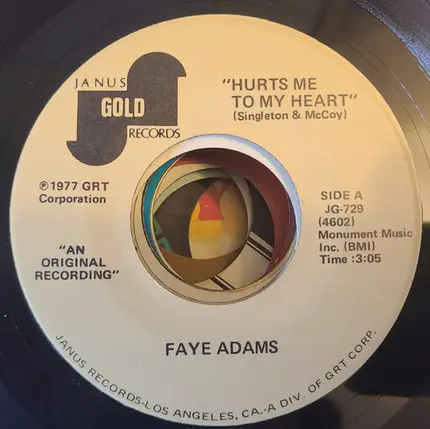 JANUS
GOLD
RECORDS
"HURTS ME
TO MY HEART"
(Singleton & McCoy)
℗1977 GRT
Corporation
"AN
ORIGINAL
RECORDING"
SIDE A
JG-729
(4602)
Monument Music
Inc. (BMI)
Time :3:05
FAYE ADAMS
JANUS RECORDS-LOS ANGELES, CA.-A DIV. OF GRT CORP.